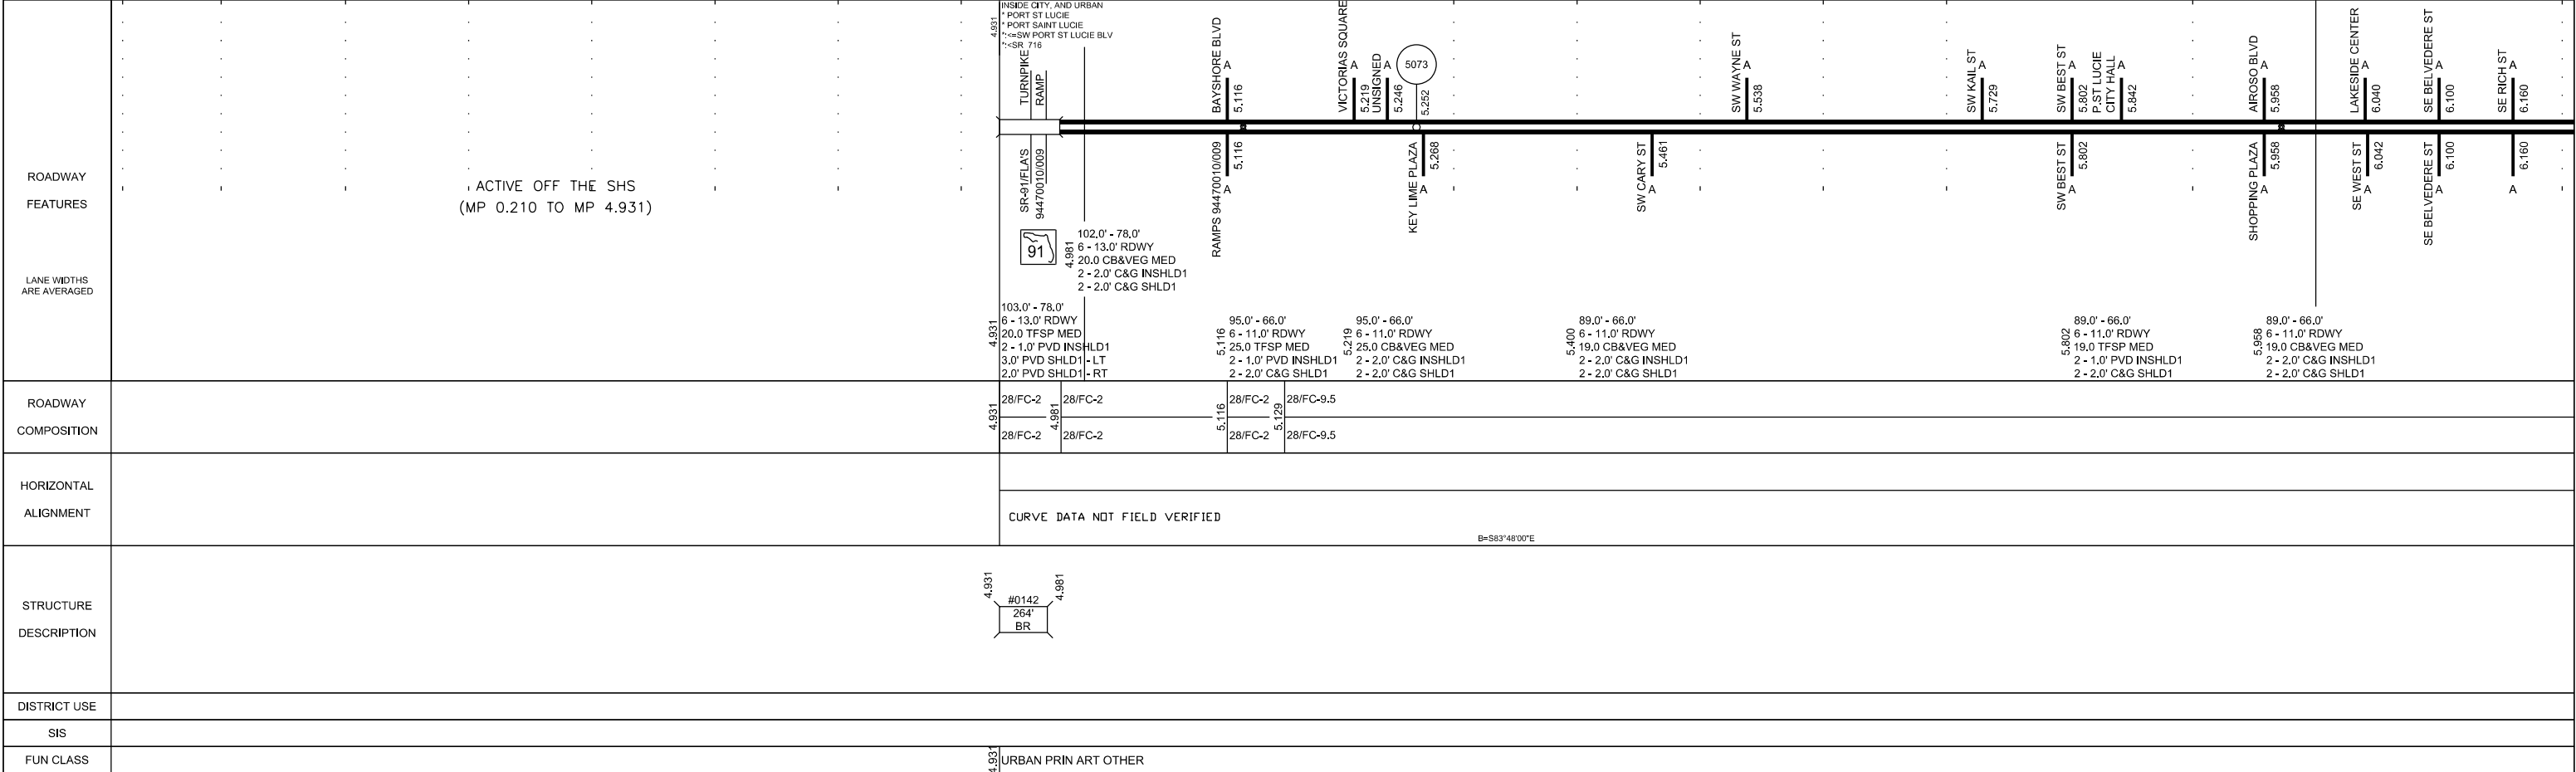 INSIDE CITY, AND URBAN
* PORT ST LUCIE
* PORT SAINT LUCIE
*:<=SW PORT ST LUCIE BLV
*:<SR 716
4.931
TURNPIKE
RAMP
BAYSHORE BLVD
A
5.116
VICTORIAS SQUARE
A
5.219
UNSIGNED
A
5.246
5073
5.252
SW WAYNE ST
A
5.538
SW KAIL ST
A
5.729
SW BEST ST
A
5.802
P.ST LUCIE
CITY HALL
A
5.842
AIROSO BLVD
A
5.958
LAKESIDE CENTER
A
6.040
SE BELVEDERE ST
A
6.100
SE RICH ST
A
6.160
ROADWAY
FEATURES
LANE WIDTHS
ARE AVERAGED
ACTIVE OFF THE SHS
(MP 0.210 TO MP 4.931)
SR-91/FLA'S
94470010/009
RAMPS 94470010/009
5.116
A
KEY LIME PLAZA
5.268
A
SW CARY ST
5.461
A
SW BEST ST
5.802
A
SHOPPING PLAZA
5.958
A
SE WEST ST
6.042
A
SE BELVEDERE ST
6.100
A
6.160
A
91
4.981
102.0' - 78.0'
6 - 13.0' RDWY
20.0 CB&VEG MED
2 - 2.0' C&G INSHLD1
2 - 2.0' C&G SHLD1
4.931
103.0' - 78.0'
6 - 13.0' RDWY
20.0 TFSP MED
2 - 1.0' PVD INSHLD1
3.0' PVD SHLD1 - LT
2.0' PVD SHLD1 - RT
5.116
95.0' - 66.0'
6 - 11.0' RDWY
25.0 TFSP MED
2 - 1.0' PVD INSHLD1
2 - 2.0' C&G SHLD1
5.219
95.0' - 66.0'
6 - 11.0' RDWY
25.0 CB&VEG MED
2 - 2.0' C&G INSHLD1
2 - 2.0' C&G SHLD1
5.400
89.0' - 66.0'
6 - 11.0' RDWY
19.0 CB&VEG MED
2 - 2.0' C&G INSHLD1
2 - 2.0' C&G SHLD1
5.802
89.0' - 66.0'
6 - 11.0' RDWY
19.0 TFSP MED
2 - 1.0' PVD INSHLD1
2 - 2.0' C&G SHLD1
5.958
89.0' - 66.0'
6 - 11.0' RDWY
19.0 CB&VEG MED
2 - 2.0' C&G INSHLD1
2 - 2.0' C&G SHLD1
ROADWAY
COMPOSITION
4.931
28/FC-2
4.981
28/FC-2
5.116
28/FC-2
5.129
28/FC-9.5
28/FC-2
28/FC-2
28/FC-2
28/FC-9.5
HORIZONTAL
ALIGNMENT
CURVE DATA NOT FIELD VERIFIED
B=S83°48'00"E
STRUCTURE
DESCRIPTION
4.931
4.981
#0142
264'
BR
DISTRICT USE
SIS
FUN CLASS
4.931
URBAN PRIN ART OTHER